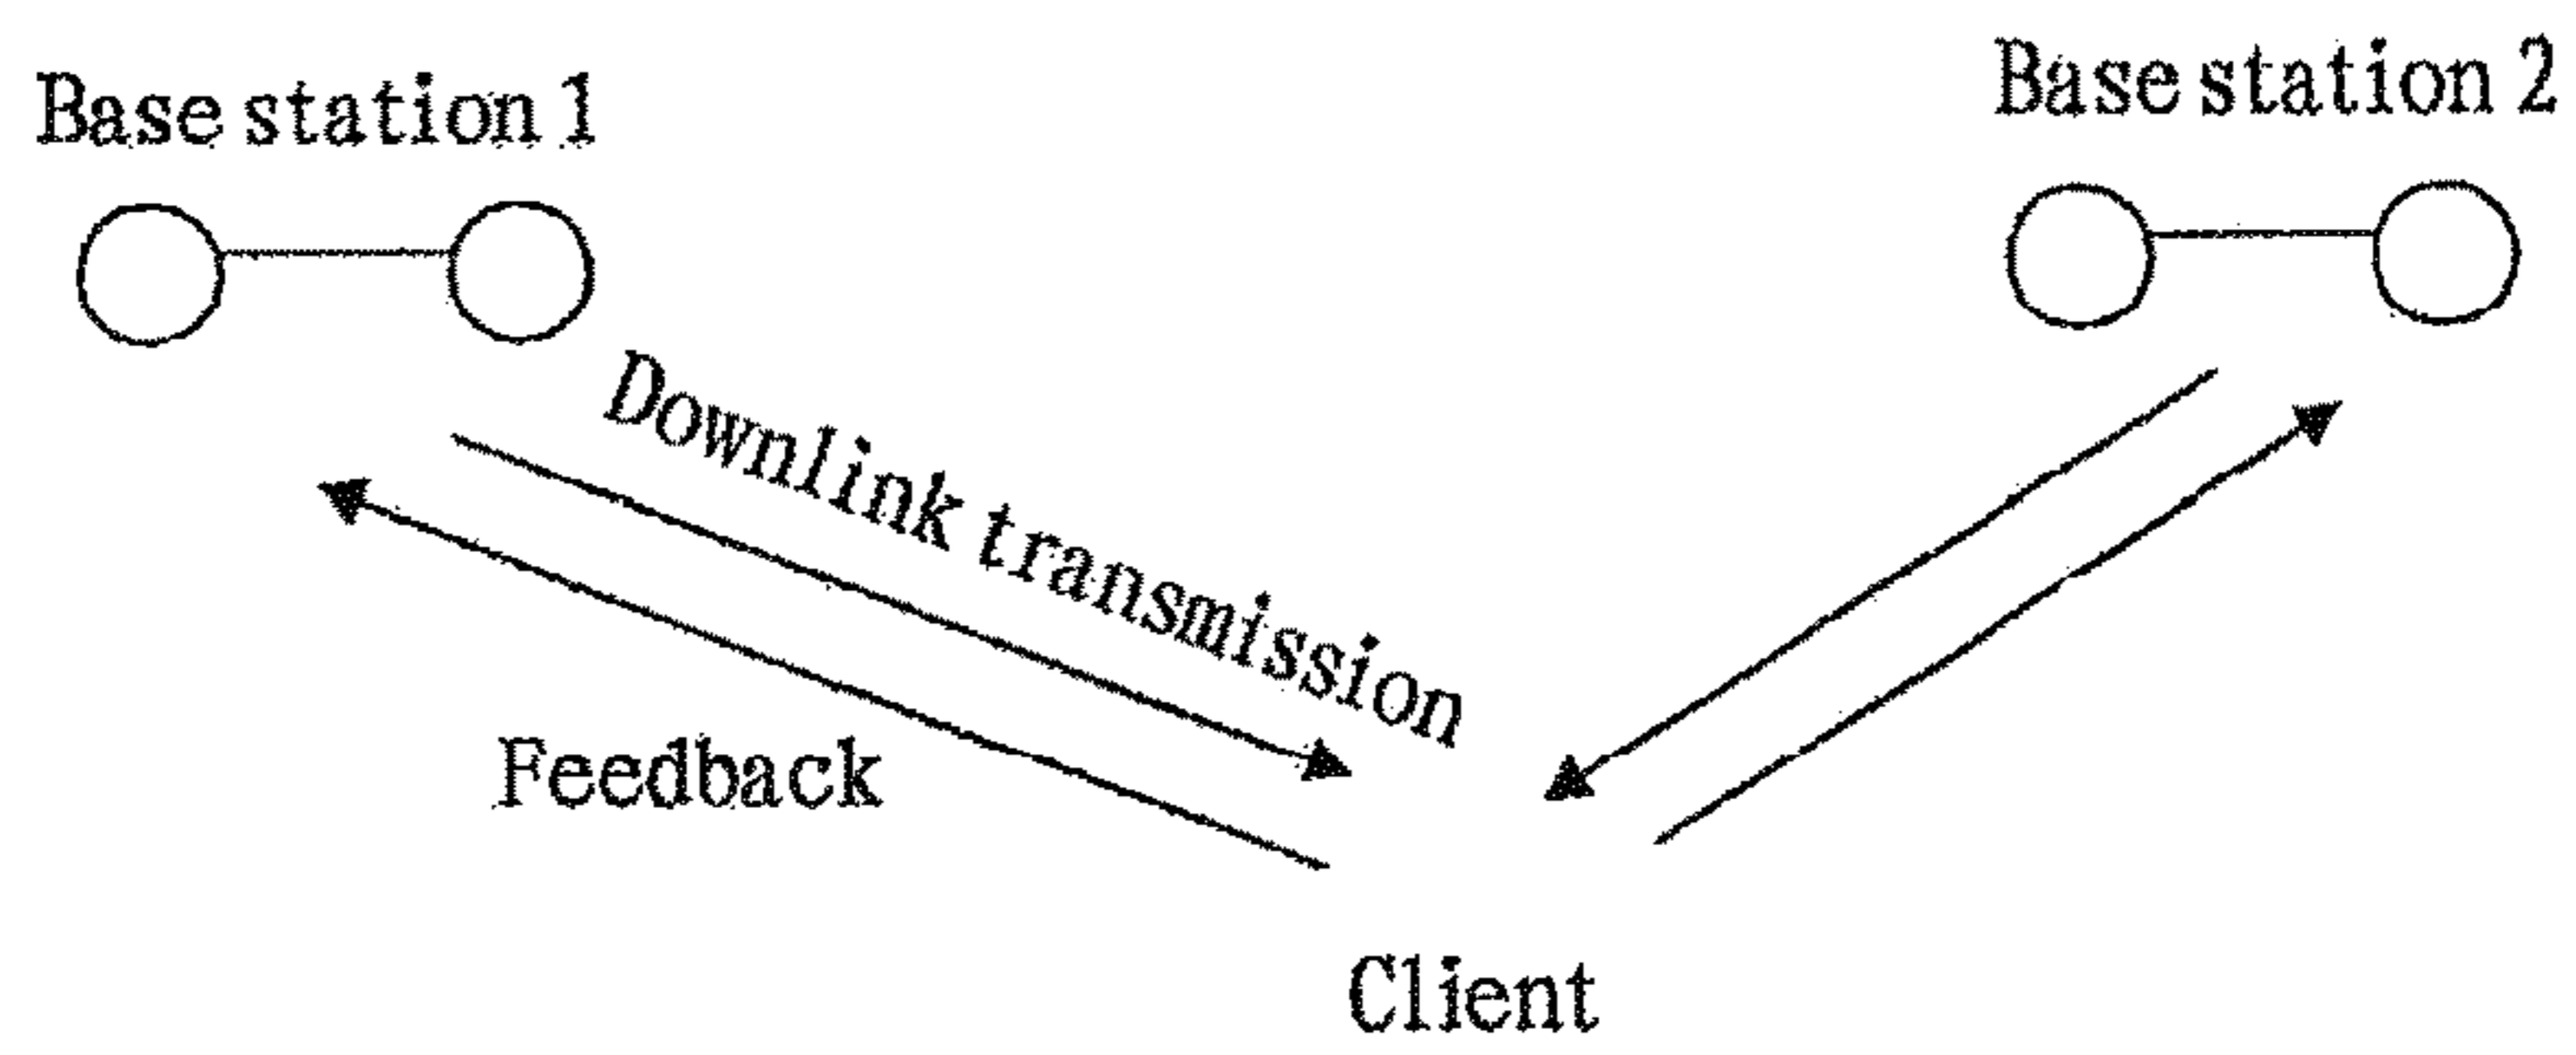 Base station 1
Base station 2
Downlink transmission
Feedback
Client